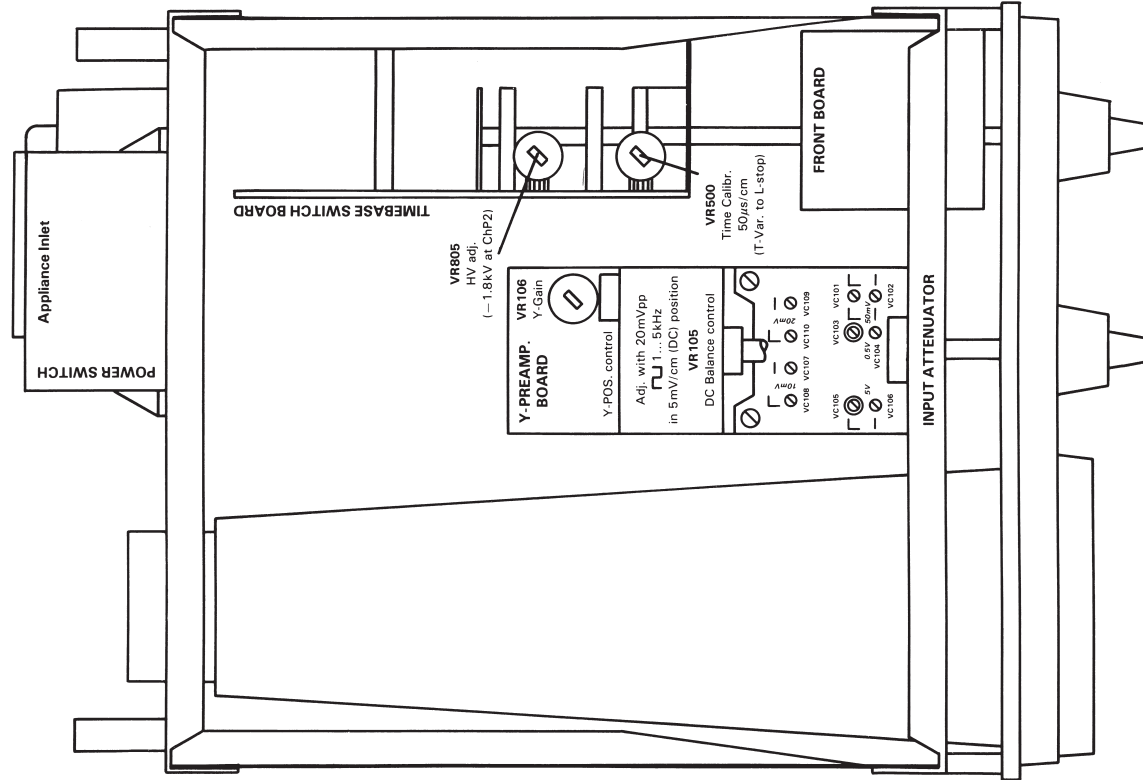 Appliance Inlet
POWER SWITCH
TIMEBASE SWITCH BOARD
VR805
HV adj.
(−1.8kV at ChP2)
VR500
Time Calibr.
50μs/cm
(T-Var. to L-stop)
FRONT BOARD
Y-PREAMP. BOARD
VR106
Y-Gain
Y-POS. control
Adj. with 20mVpp
1... 5kHz
in 5mV/cm (DC) position
VR105
DC Balance control
VC108 VC107 VC110 VC109
10mV 20mV
VC105 VC103 VC101
5V 0.5V 50mV
VC106 VC104 VC102
INPUT ATTENUATOR